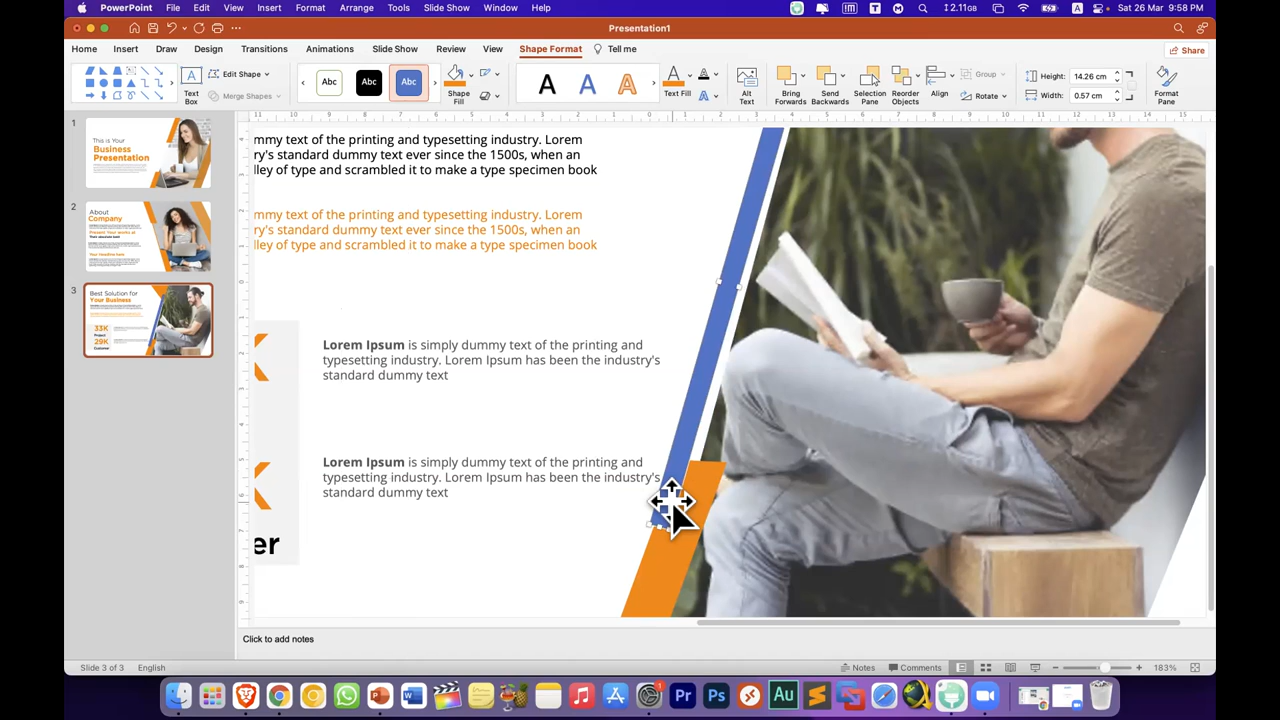 PowerPoint File Edit View Insert Format Arrange Tools Slide Show Window Help 2.11GB A Sat 26 Mar 9:58 PM
Presentation1
Home Insert Draw Design Transitions Animations Slide Show Review View Shape Format Tell me Share
Edit Shape Group Height: 14.26 cm
Abc Abc Abc A A A
Text Box Merge Shapes Shape Fill Text Fill Alt Text Bring Forwards Send Backwards Selection Pane Reorder Objects Align Rotate Width: 0.57 cm Format Pane
1
This is Your
Business
Presentation
2
About
Company
3
Best Solution for
Your Business
33K
Project
29K
Customer
mmy text of the printing and typesetting industry. Lorem
ry's standard dummy text ever since the 1500s, when an
lley of type and scrambled it to make a type specimen book
mmy text of the printing and typesetting industry. Lorem
ry's standard dummy text ever since the 1500s, when an
lley of type and scrambled it to make a type specimen book
Lorem Ipsum is simply dummy text of the printing and
typesetting industry. Lorem Ipsum has been the industry's
standard dummy text
Lorem Ipsum is simply dummy text of the printing and
typesetting industry. Lorem Ipsum has been the industry's
standard dummy text
er
Click to add notes
Slide 3 of 3 English Notes Comments 183%
Pr Ps Au